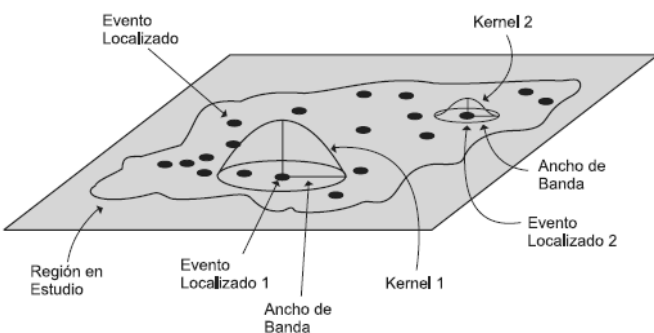 Evento
Localizado
Kernel 2
Ancho de
Banda
Evento
Localizado 2
Región en
Estudio
Evento
Localizado 1
Ancho de
Banda
Kernel 1